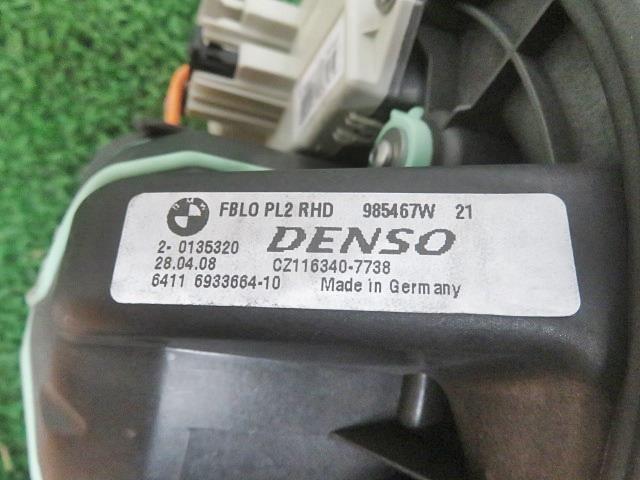 FBLO PL2 RHD 985467W 21
2- 0135320 DENSO
28.04.08 CZ116340-7738
6411 6933664-10 Made in Germany